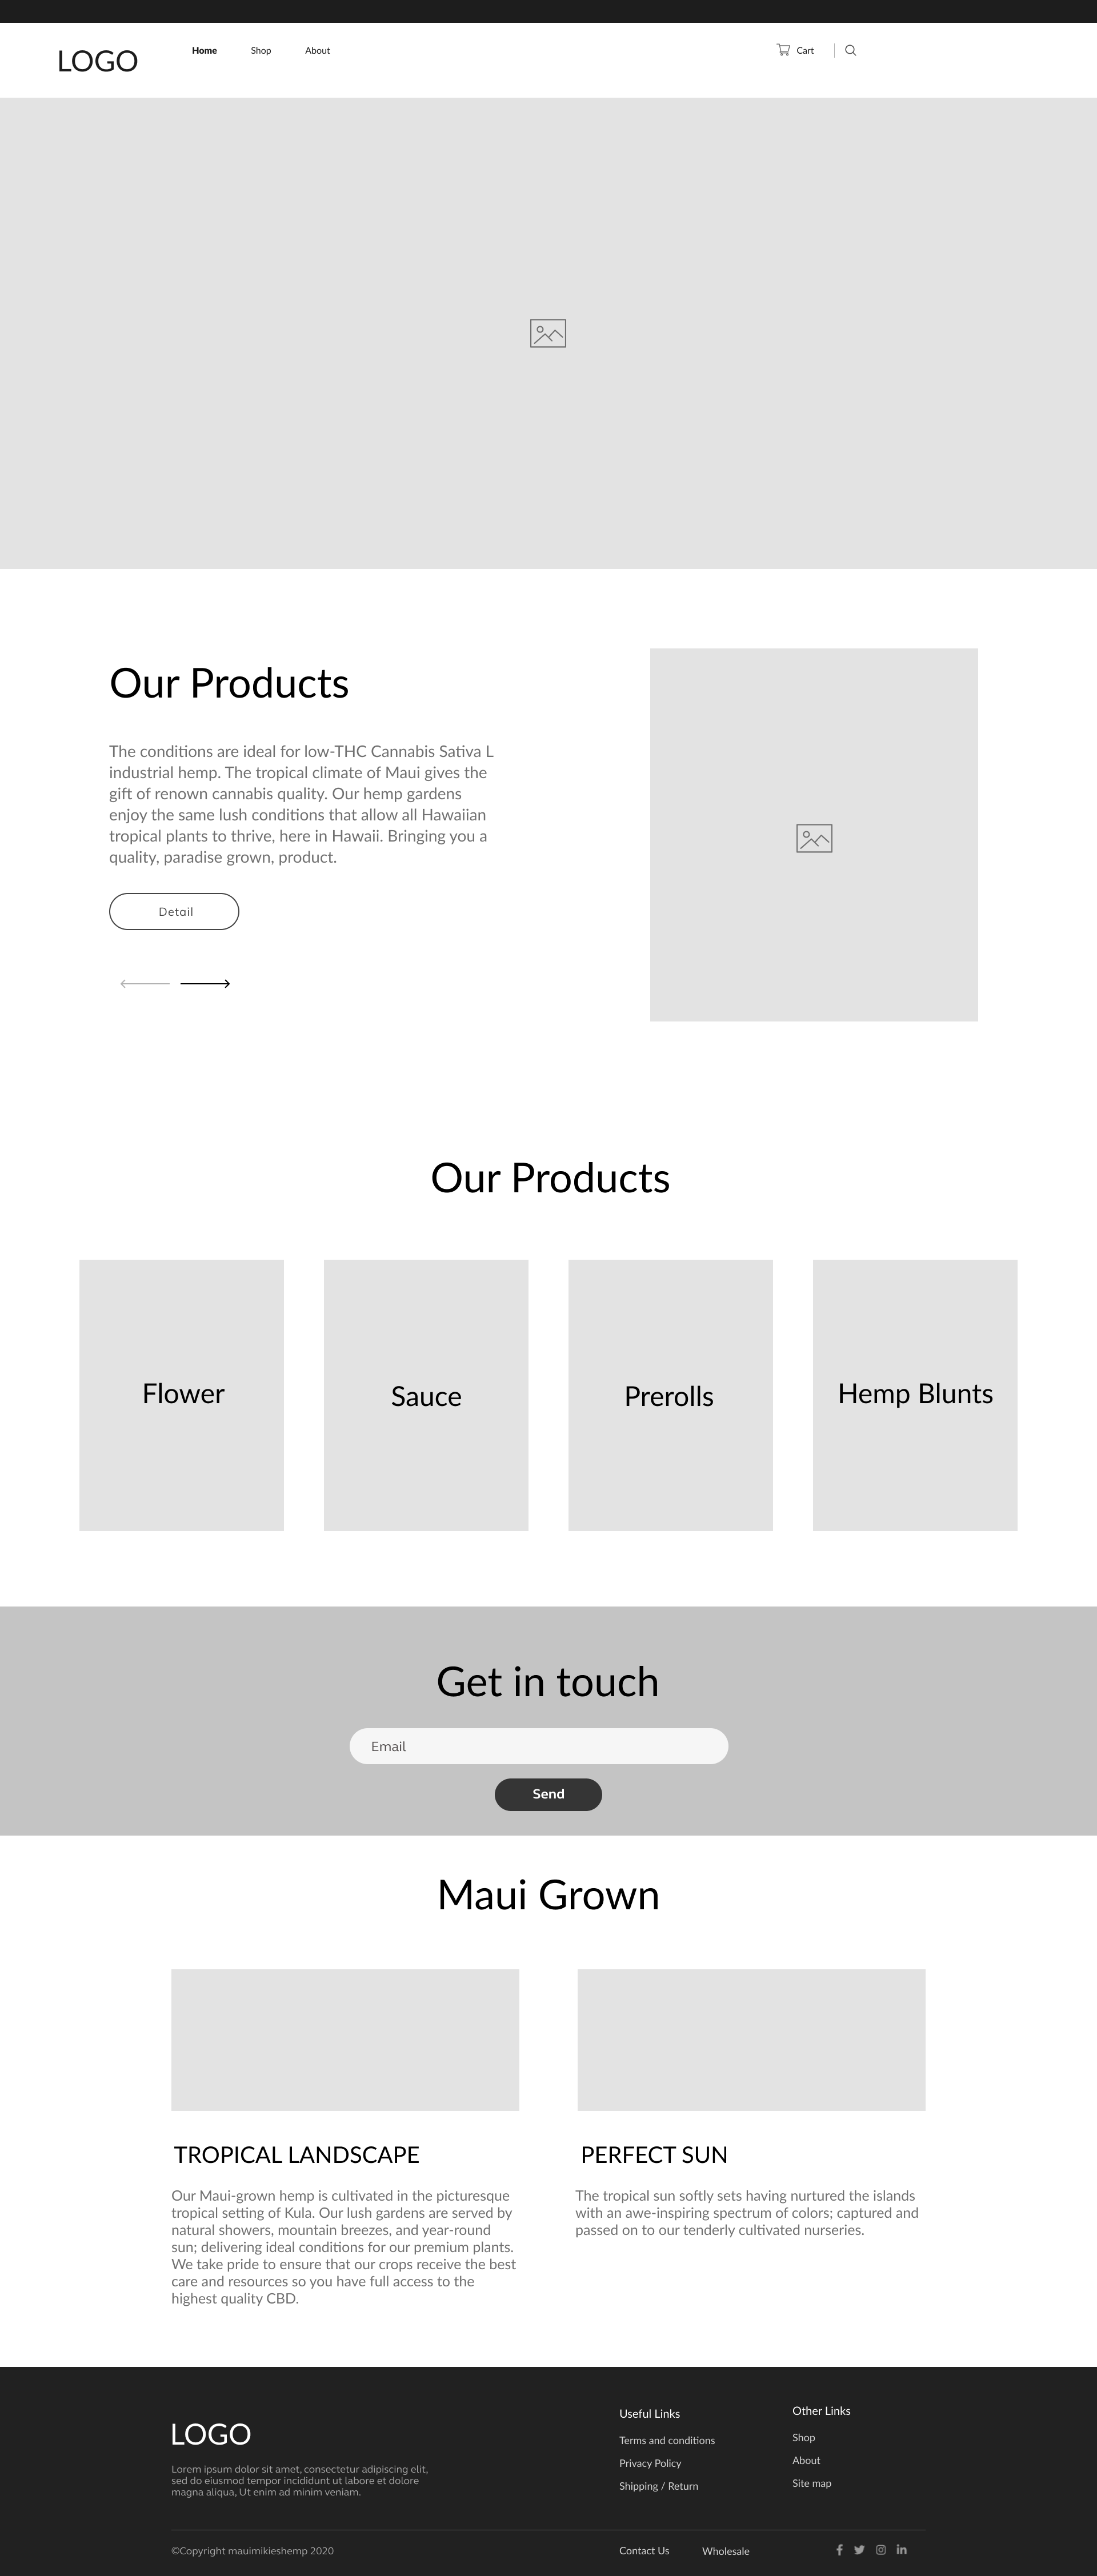 LOGO
Home
Shop
About
Cart
Our Products
The conditions are ideal for low-THC Cannabis Sativa L
industrial hemp. The tropical climate of Maui gives the
gift of renown cannabis quality. Our hemp gardens
enjoy the same lush conditions that allow all Hawaiian
tropical plants to thrive, here in Hawaii. Bringing you a
quality, paradise grown, product.
Detail
Our Products
Flower
Sauce
Prerolls
Hemp Blunts
Get in touch
Email
Send
Maui Grown
TROPICAL LANDSCAPE
Our Maui-grown hemp is cultivated in the picturesque
tropical setting of Kula. Our lush gardens are served by
natural showers, mountain breezes, and year-round
sun; delivering ideal conditions for our premium plants.
We take pride to ensure that our crops receive the best
care and resources so you have full access to the
highest quality CBD.
PERFECT SUN
The tropical sun softly sets having nurtured the islands
with an awe-inspiring spectrum of colors; captured and
passed on to our tenderly cultivated nurseries.
LOGO
Lorem ipsum dolor sit amet, consectetur adipiscing elit,
sed do eiusmod tempor incididunt ut labore et dolore
magna aliqua, Ut enim ad minim veniam.
Useful Links
Terms and conditions
Privacy Policy
Shipping / Return
Other Links
Shop
About
Site map
©Copyright mauimikieshemp 2020
Contact Us
Wholesale